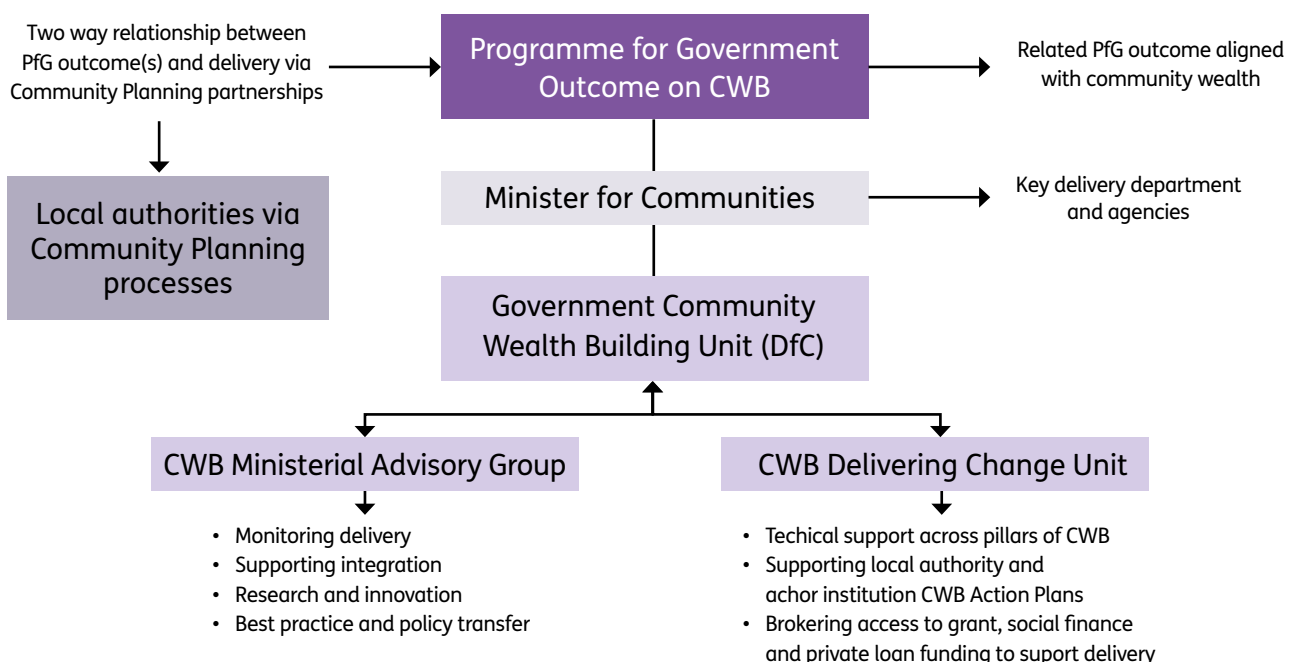 Two way relationship between
PfG outcome(s) and delivery via
Community Planning partnerships
Programme for Government
Outcome on CWB
Related PfG outcome aligned
with community wealth
Local authorities via
Community Planning
processes
Minister for Communities
Key delivery department
and agencies
Government Community
Wealth Building Unit (DfC)
CWB Ministerial Advisory Group
• Monitoring delivery
• Supporting integration
• Research and innovation
• Best practice and policy transfer
CWB Delivering Change Unit
• Techical support across pillars of CWB
• Supporting local authority and
achor institution CWB Action Plans
• Brokering access to grant, social finance
and private loan funding to suport delivery